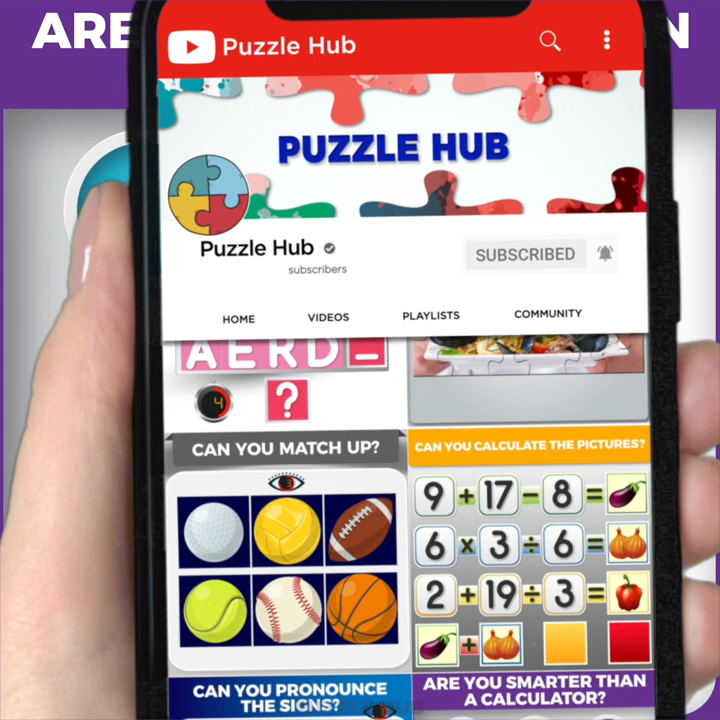 ARE
N
Puzzle Hub
PUZZLE HUB
Puzzle Hub
subscribers
SUBSCRIBED
HOME VIDEOS PLAYLISTS COMMUNITY
AERD_
4
?
CAN YOU MATCH UP?
CAN YOU CALCULATE THE PICTURES?
9 + 17 - 8 =
6 x 3 ÷ 6 =
2 + 19 ÷ 3 =
+
CAN YOU PRONOUNCE
THE SIGNS?
ARE YOU SMARTER THAN
A CALCULATOR?